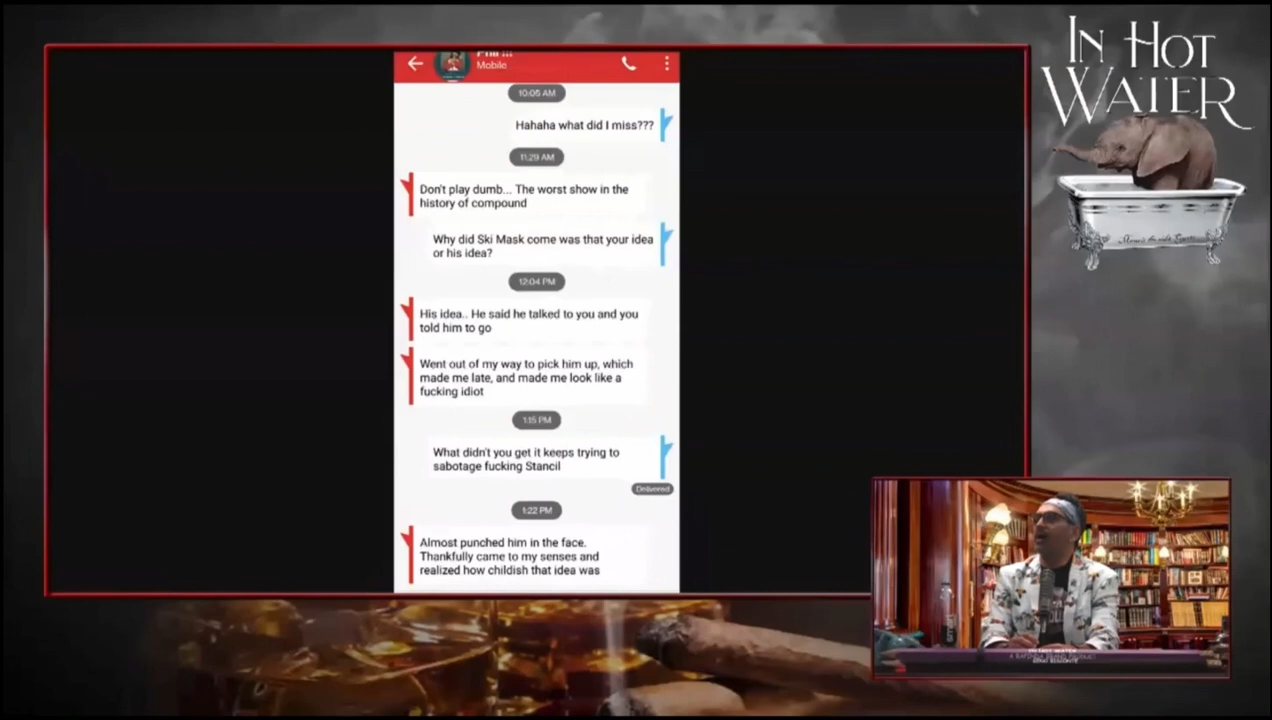 IN HOT
WATER
Mobile
10:05 AM
Hahaha what did I miss???
11:29 AM
Don't play dumb... The worst show in the
history of compound
Why did Ski Mask come was that your idea
or his idea?
12:04 PM
His idea.. He said he talked to you and you
told him to go
Went out of my way to pick him up, which
made me late, and made me look like a
fucking idiot
1:15 PM
What didn't you get it keeps trying to
sabotage fucking Stancil
Delivered
1:22 PM
Almost punched him in the face.
Thankfully came to my senses and
realized how childish that idea was